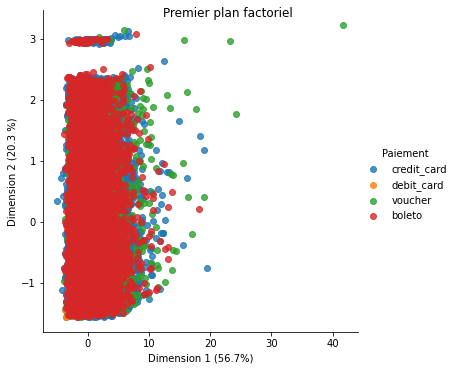 Premier plan factoriel
3
2
1
0
−1
Dimension 2 (20.3 %)
0
10
20
30
40
Dimension 1 (56.7%)
Paiement
credit_card
debit_card
voucher
boleto